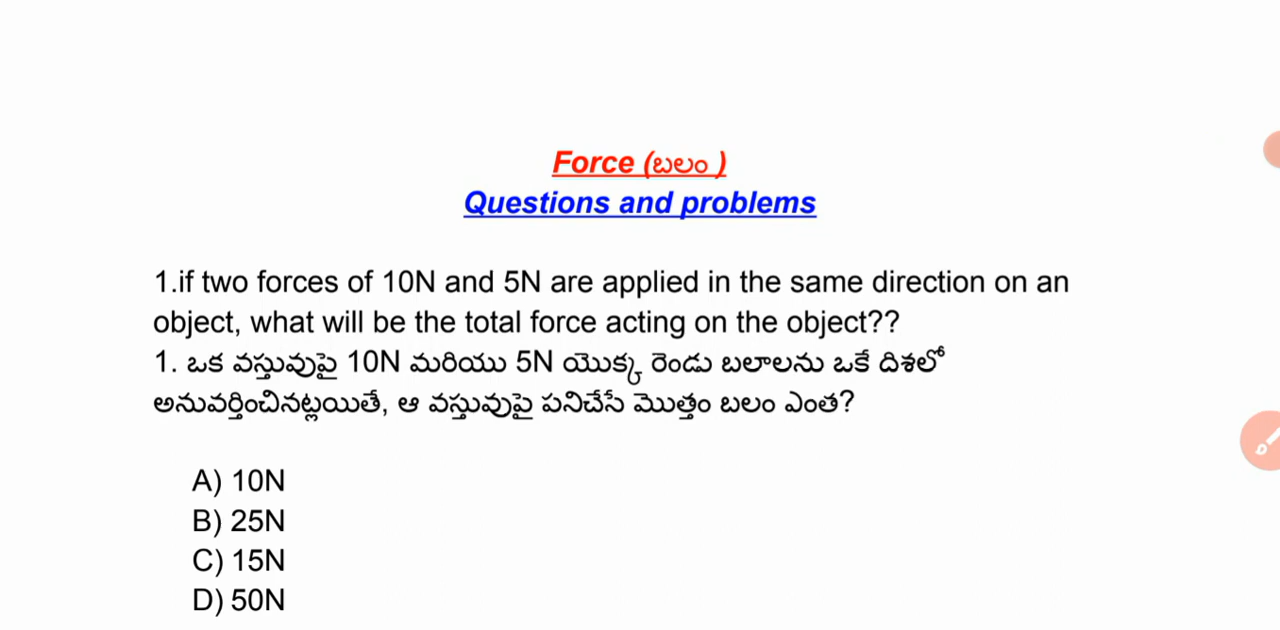 Force (బలం )
Questions and problems
1.if two forces of 10N and 5N are applied in the same direction on an
object, what will be the total force acting on the object??
1. ఒక వస్తువుపై 10N మరియు 5N యొక్క రెండు బలాలను ఒకే దిశలో
అనువర్తించినట్లయితే, ఆ వస్తువుపై పనిచేసే మొత్తం బలం ఎంత?
A) 10N
B) 25N
C) 15N
D) 50N